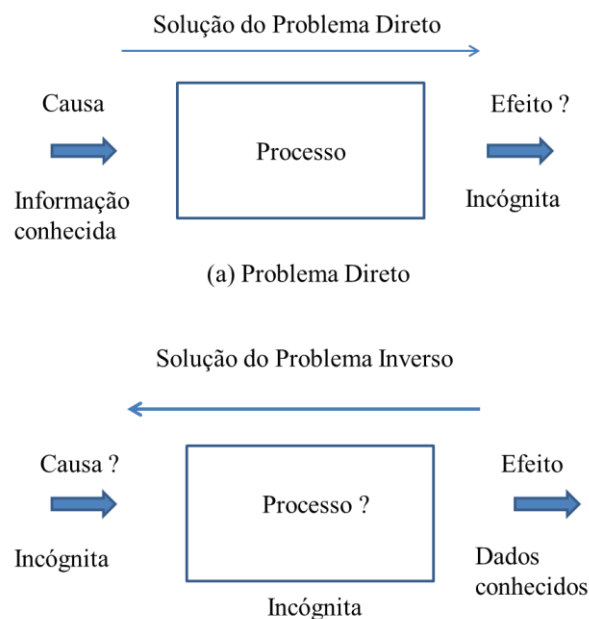 Solução do Problema Direto
Causa
Efeito ?
Processo
Informação
conhecida
Incógnita
(a) Problema Direto
Solução do Problema Inverso
Causa ?
Efeito
Processo ?
Incógnita
Dados
conhecidos
Incógnita